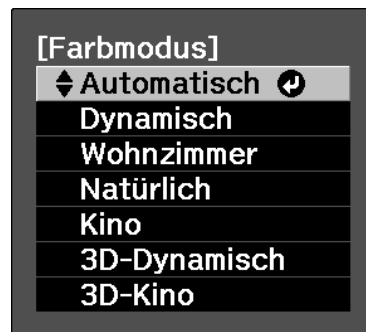 [Farbmodus]
Automatisch
Dynamisch
Wohnzimmer
Natürlich
Kino
3D-Dynamisch
3D-Kino